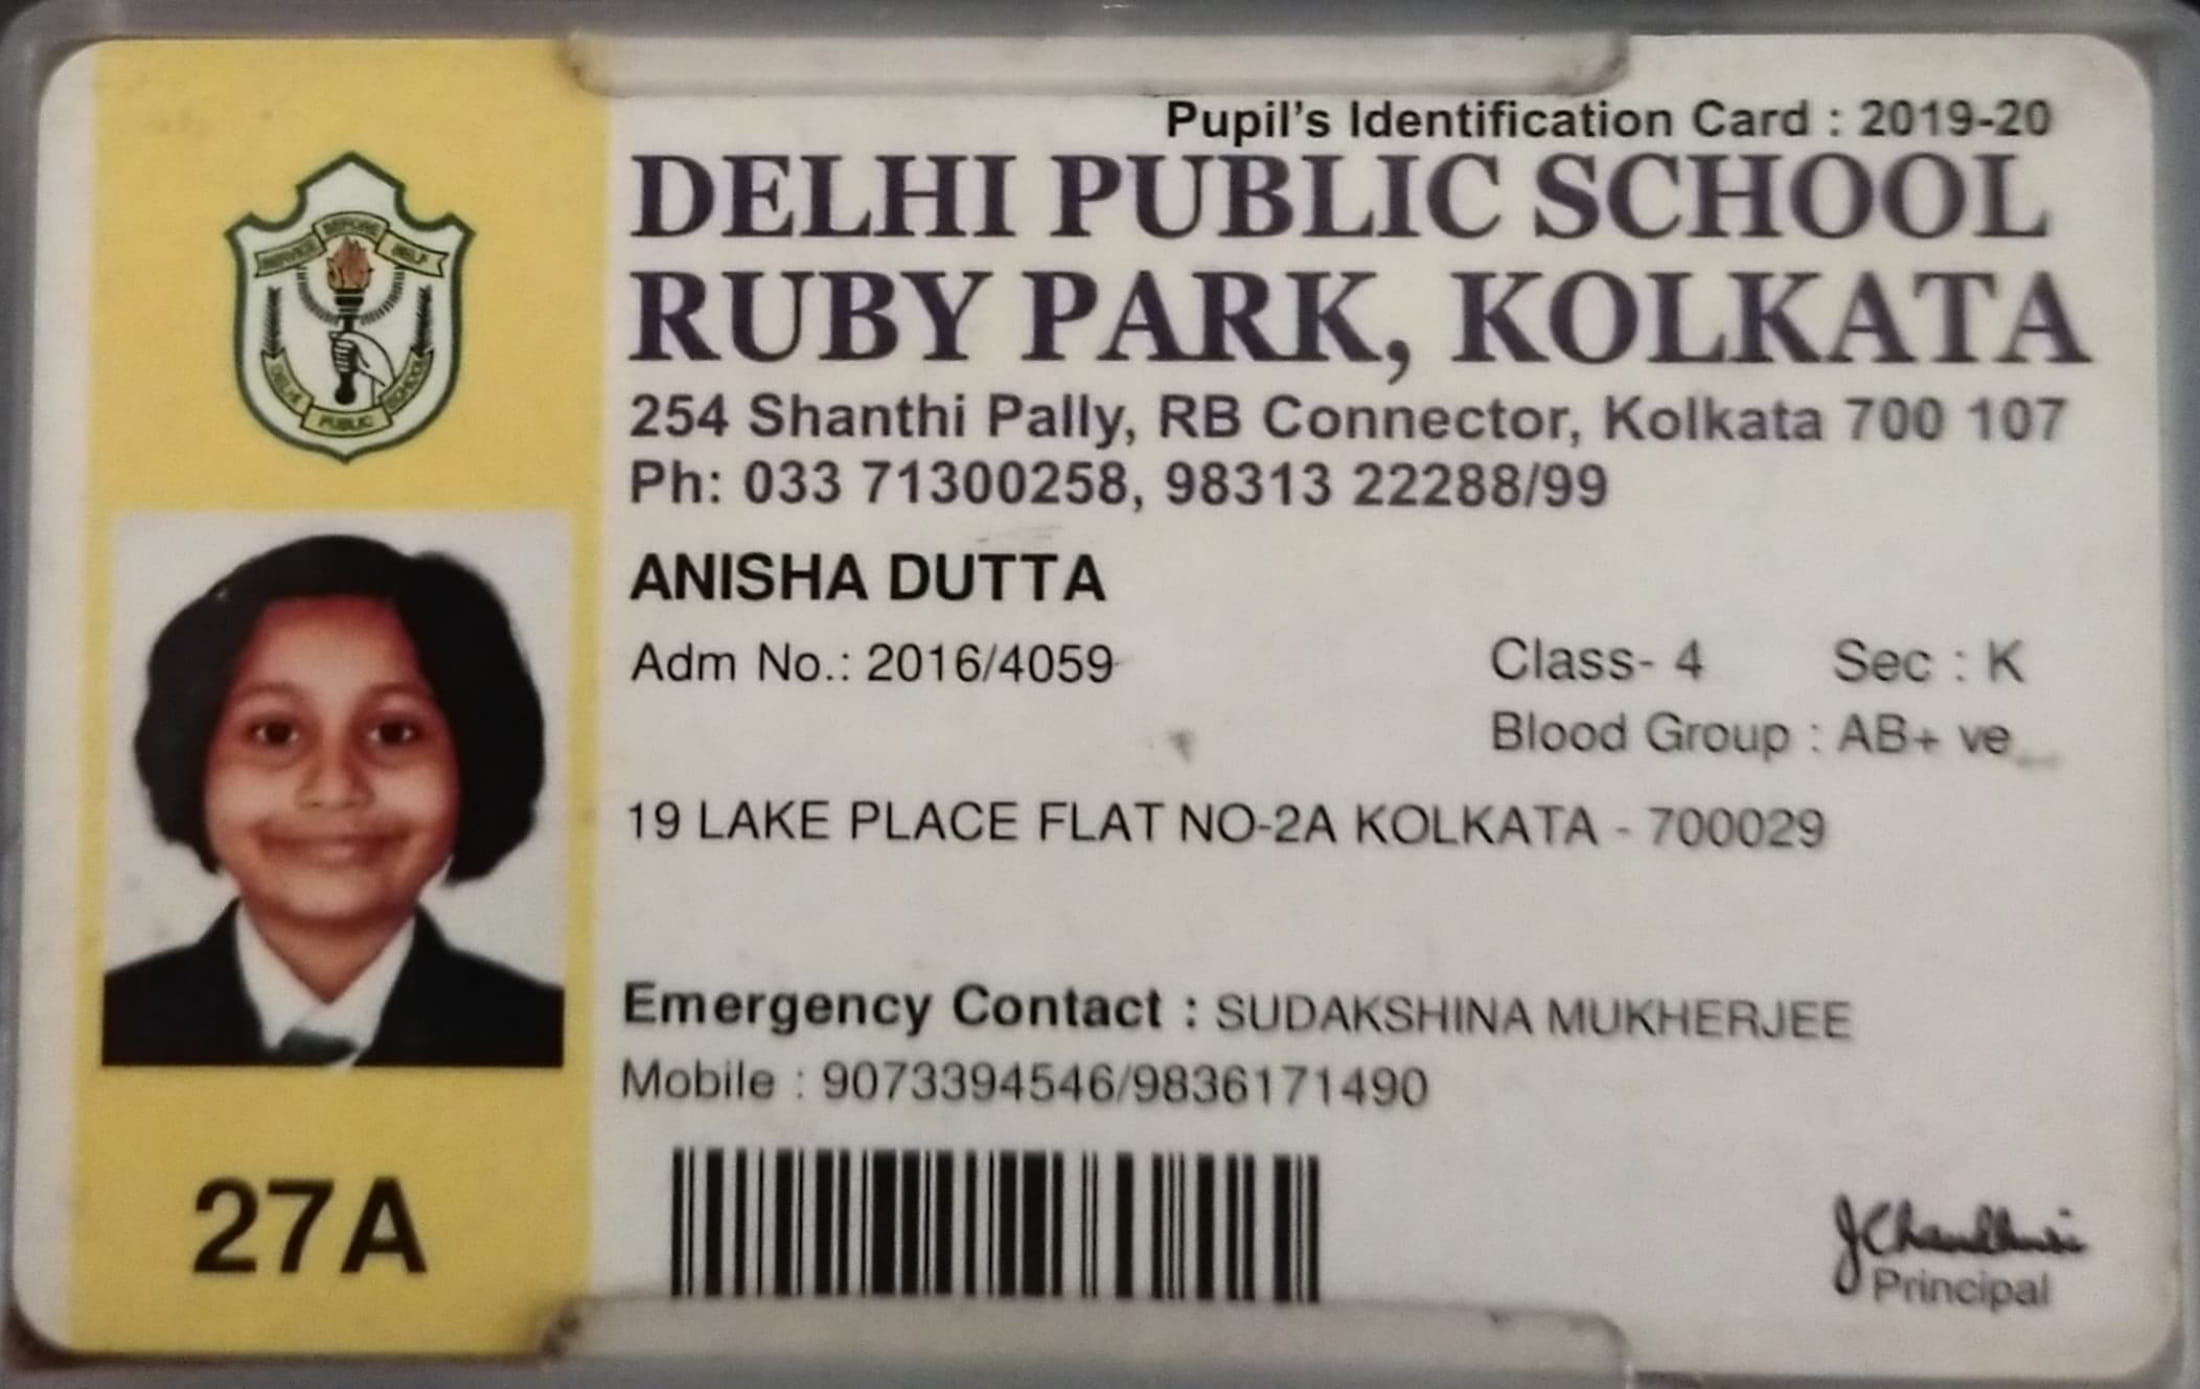 Pupil's Identification Card : 2019-20
DELHI PUBLIC SCHOOL
RUBY PARK, KOLKATA
254 Shanthi Pally, RB Connector, Kolkata 700 107
Ph: 033 71300258, 98313 22288/99
SERVICE BEFORE SELF
DELHI PUBLIC SCHOOL
ANISHA DUTTA
Adm No.: 2016/4059 Class- 4 Sec : K
Blood Group : AB+ ve
19 LAKE PLACE FLAT NO-2A KOLKATA - 700029
Emergency Contact : SUDAKSHINA MUKHERJEE
Mobile : 9073394546/9836171490
27A
JChaudhuri
Principal